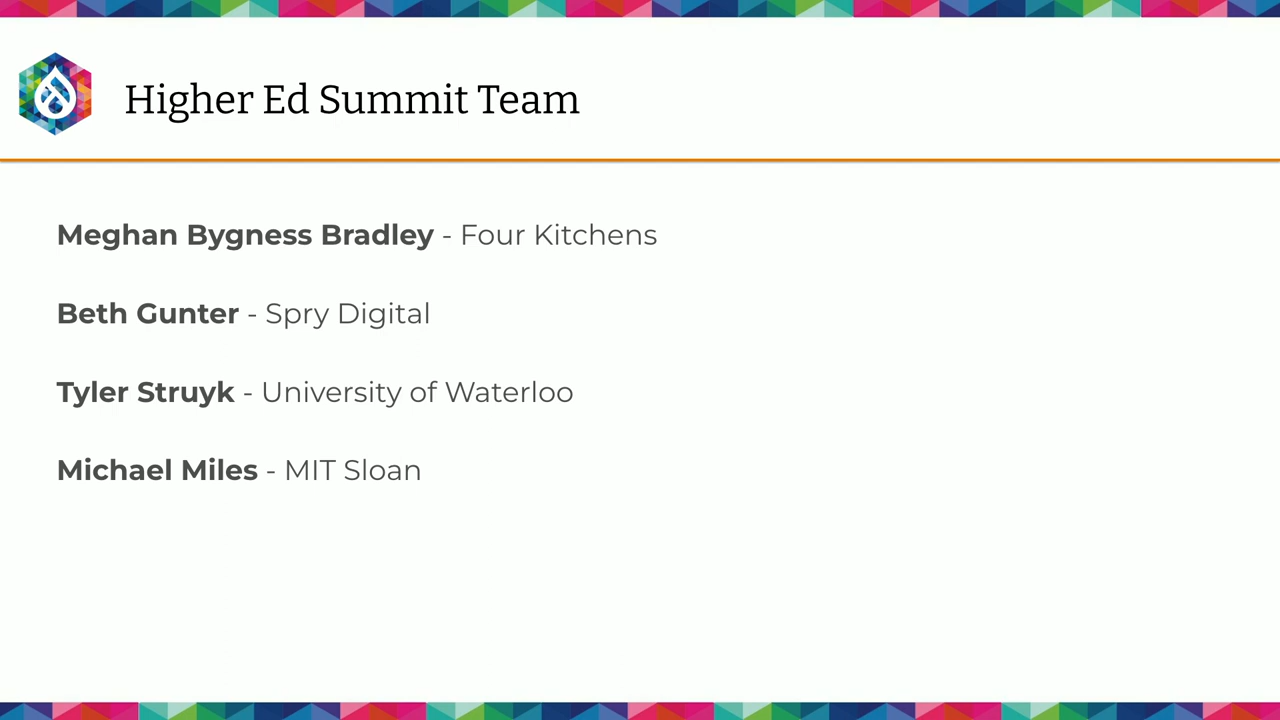 Higher Ed Summit Team
Meghan Bygness Bradley - Four Kitchens
Beth Gunter - Spry Digital
Tyler Struyk - University of Waterloo
Michael Miles - MIT Sloan